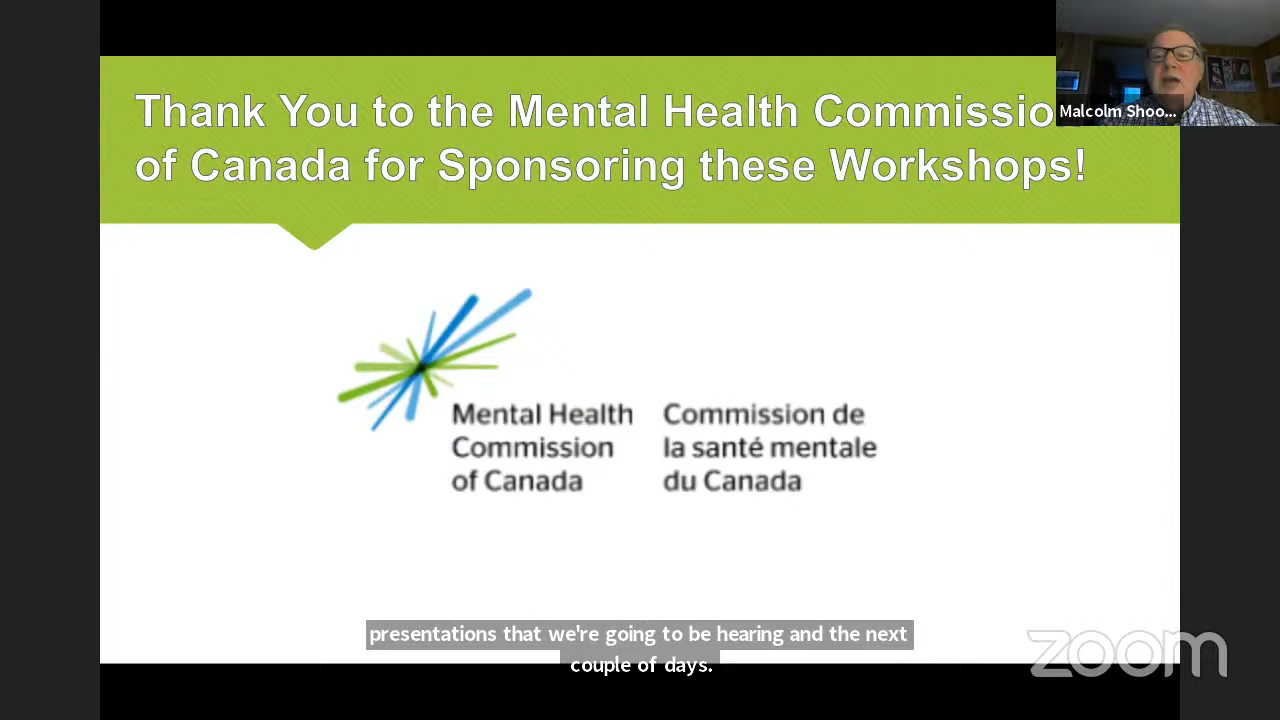 Thank You to the Mental Health Commissio
of Canada for Sponsoring these Workshops!
Malcolm Shoo...
Mental Health
Commission
of Canada
Commission de
la santé mentale
du Canada
presentations that we're going to be hearing and the next
couple of days.
zoom